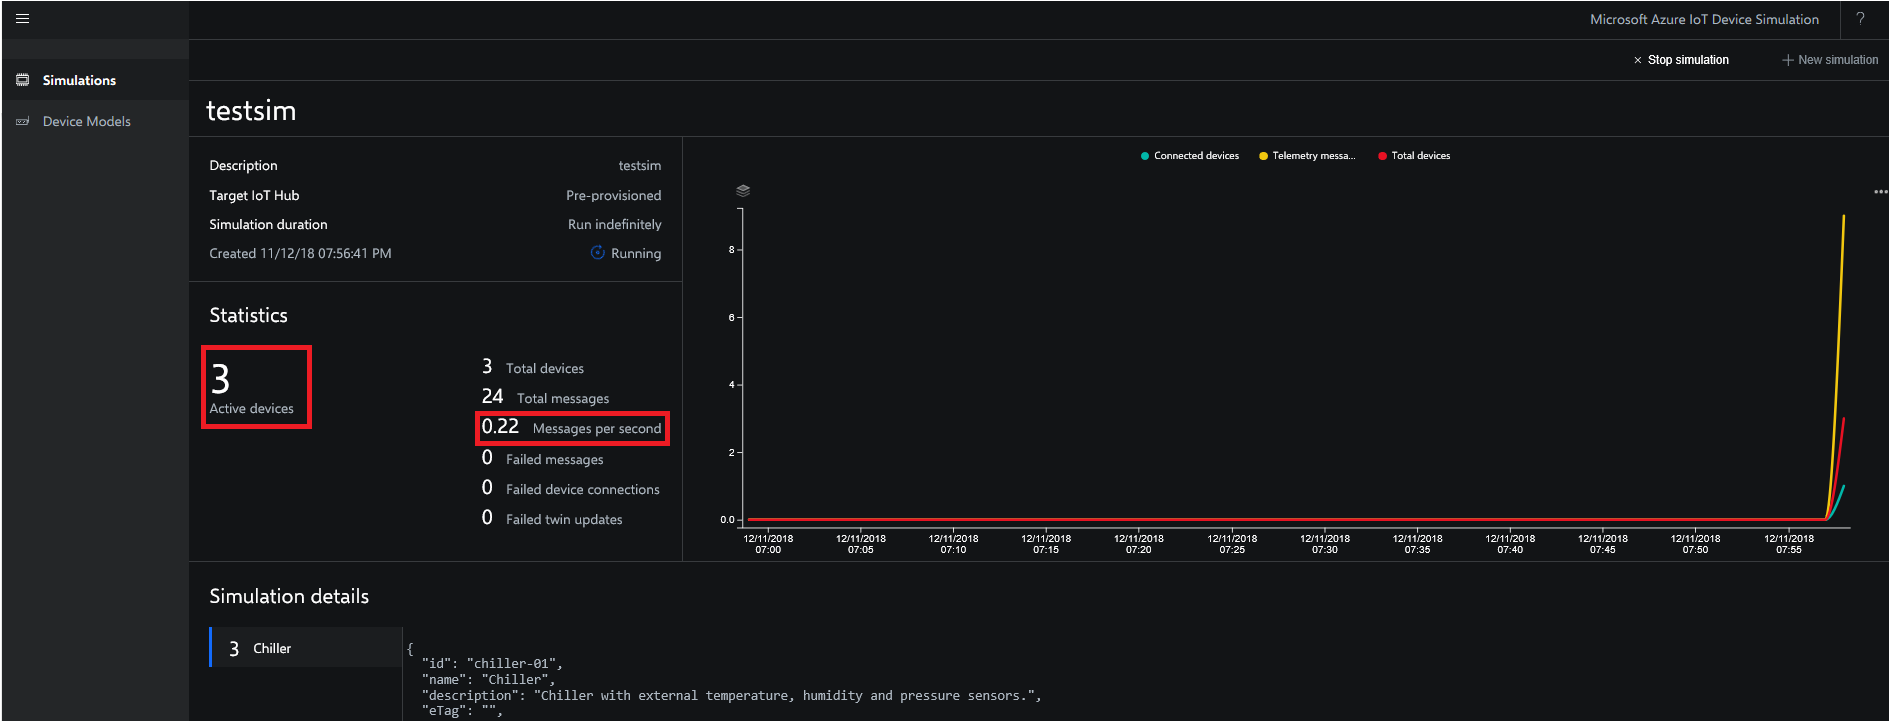 Microsoft Azure IoT Device Simulation
?
× Stop simulation
+ New simulation
Simulations
Device Models
testsim
Description testsim
Target IoT Hub Pre-provisioned
Simulation duration Run indefinitely
Created 11/12/18 07:56:41 PM Running
Statistics
3
Active devices
3 Total devices
24 Total messages
0.22 Messages per second
0 Failed messages
0 Failed device connections
0 Failed twin updates
Connected devices Telemetry messa... Total devices
8
6
4
2
0.0
12/11/2018 12/11/2018 12/11/2018 12/11/2018 12/11/2018 12/11/2018 12/11/2018 12/11/2018 12/11/2018 12/11/2018 12/11/2018 12/11/2018
07:00 07:05 07:10 07:15 07:20 07:25 07:30 07:35 07:40 07:45 07:50 07:55
Simulation details
3 Chiller
{
"id": "chiller-01",
"name": "Chiller",
"description": "Chiller with external temperature, humidity and pressure sensors.",
"eTag": "",